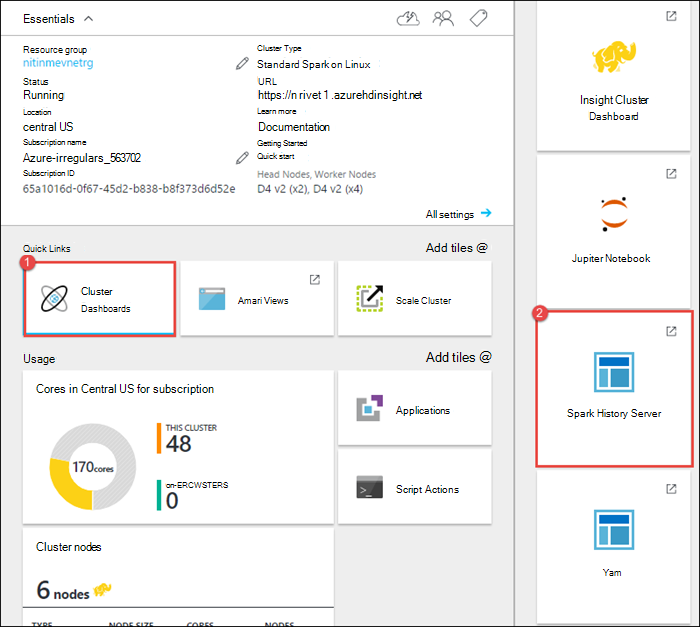 Essentials
Resource group
nitinmevnetrg
Status
Running
Location
central US
Subscription name
Azure-irregulars_563702
Subscription ID
65a1016d-0f67-45d2-b838-b8f373d6d52e
Cluster Type
Standard Spark on Linux
URL
https://n rivet 1 .azurehdinsight.net
Learn more
Documentation
Getting Started
Quick start
Head Nodes, Worker Nodes
D4 v2 (x2), D4 v2 (x4)
All settings
Quick Links
Add tiles @
1
Cluster
Dashboards
Amari Views
Scale Cluster
Usage
Add tiles @
Cores in Central US for subscription
170cores
THIS CLUSTER
48
on-ERCWSTERS
0
Applications
Script Actions
Cluster nodes
6 nodes
TYPE NODE SIZE CORES NODES
Insight Cluster
Dashboard
Jupiter Notebook
2
Spark History Server
Yam